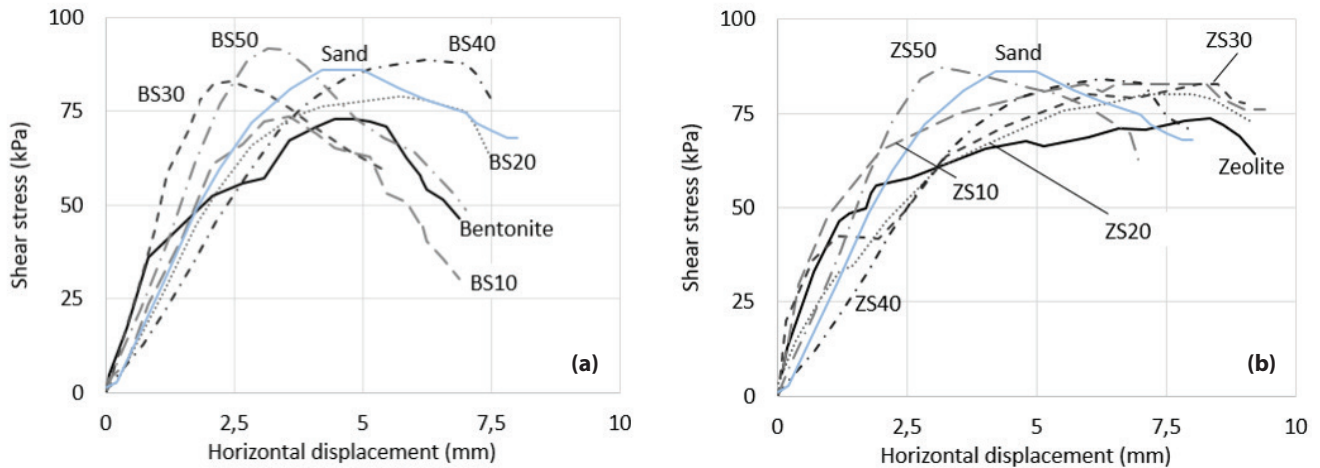 100
75
50
25
0
Shear stress (kPa)
BS50
Sand
BS40
BS30
BS20
Bentonite
BS10
(a)
0
2,5
5
7,5
10
Horizontal displacement (mm)
100
75
50
25
0
Shear stress (kPa)
ZS50
Sand
ZS30
Zeolite
ZS10
ZS20
ZS40
(b)
0
2,5
5
7,5
10
Horizontal displacement (mm)